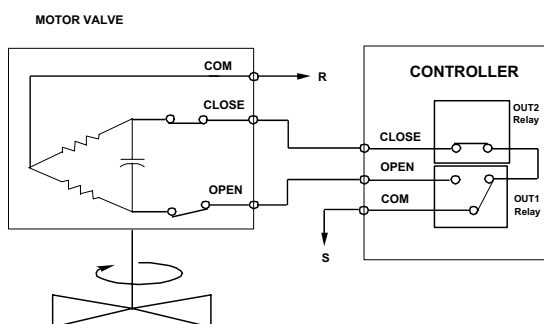 MOTOR VALVE
COM
R
CONTROLLER
CLOSE
OUT2
Relay
CLOSE
OPEN
OPEN
COM
OUT1
Relay
S